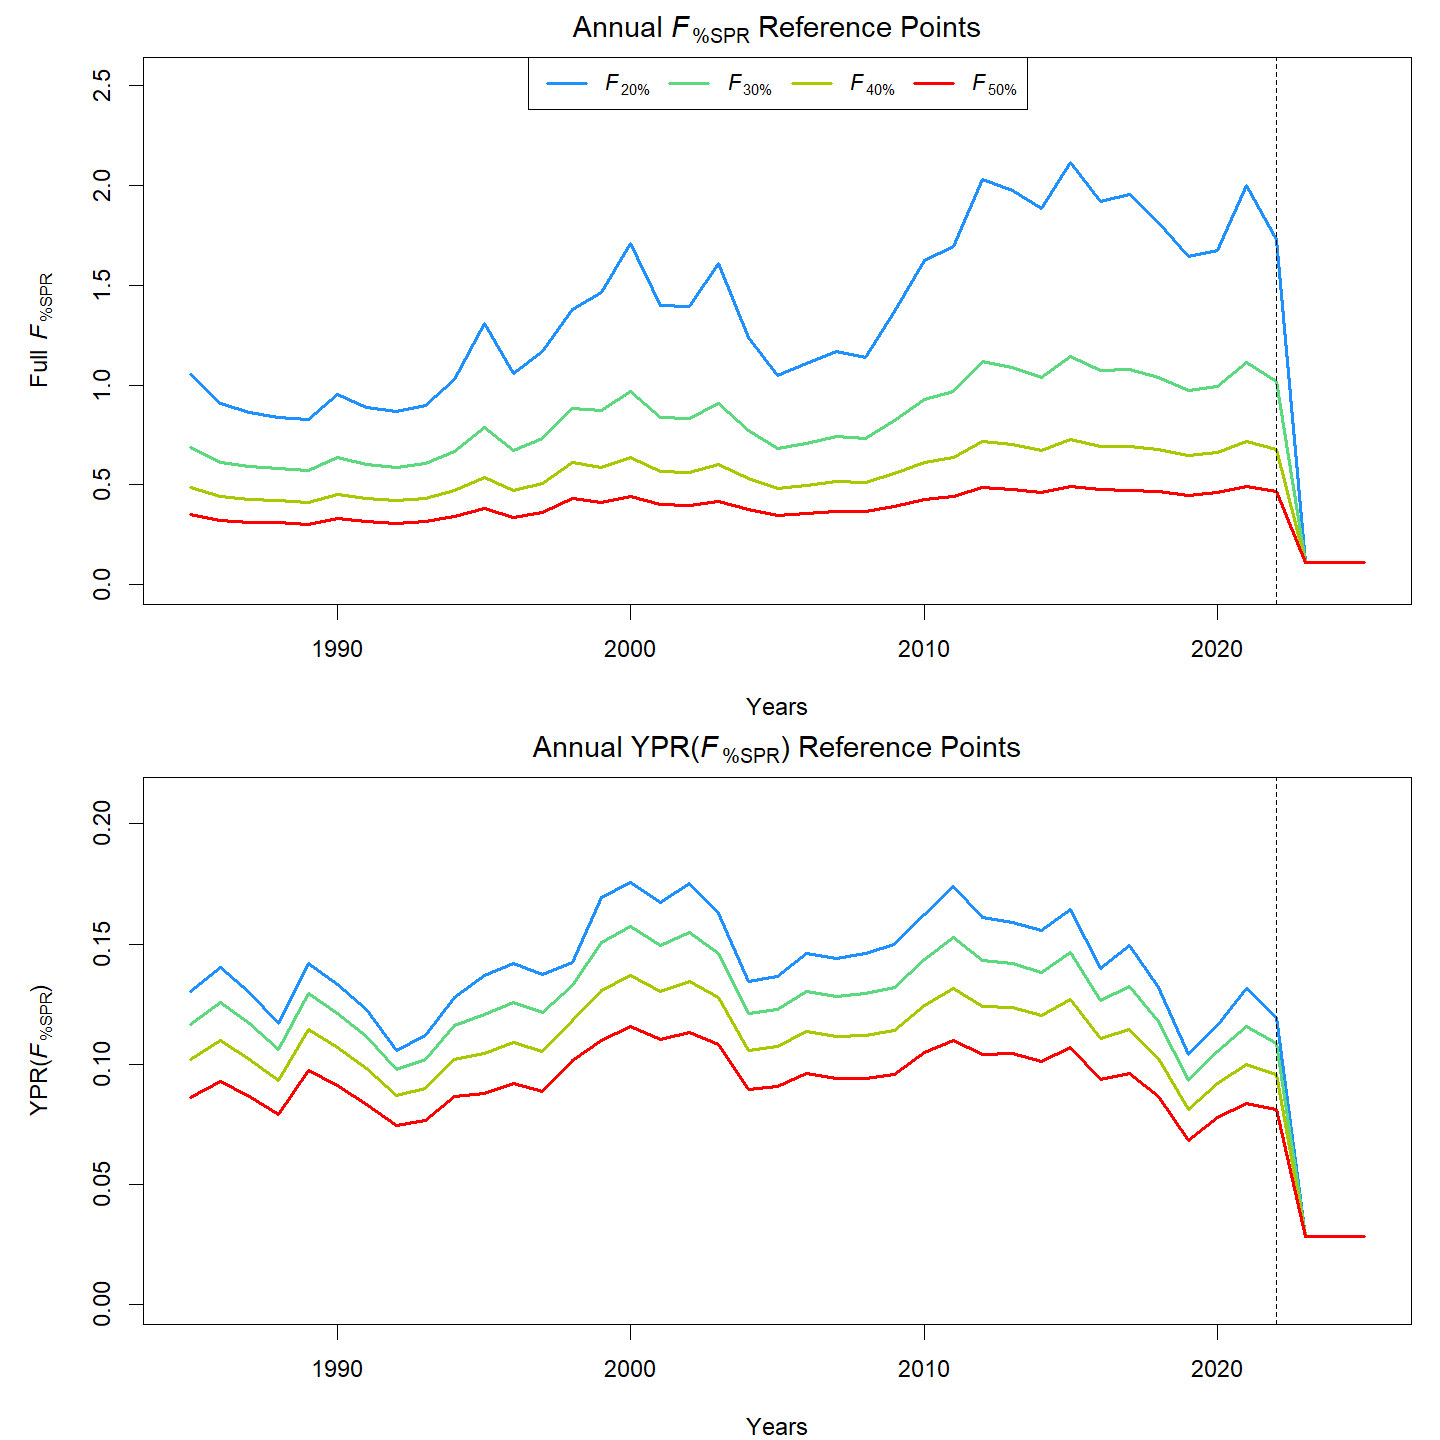 Annual F%SPR Reference Points
F20% F30% F40% F50%
Full F%SPR
2.5
2.0
1.5
1.0
0.5
0.0
1990 2000 2010 2020
Years
Annual YPR(F%SPR) Reference Points
YPR(F%SPR)
0.20
0.15
0.10
0.05
0.00
1990 2000 2010 2020
Years